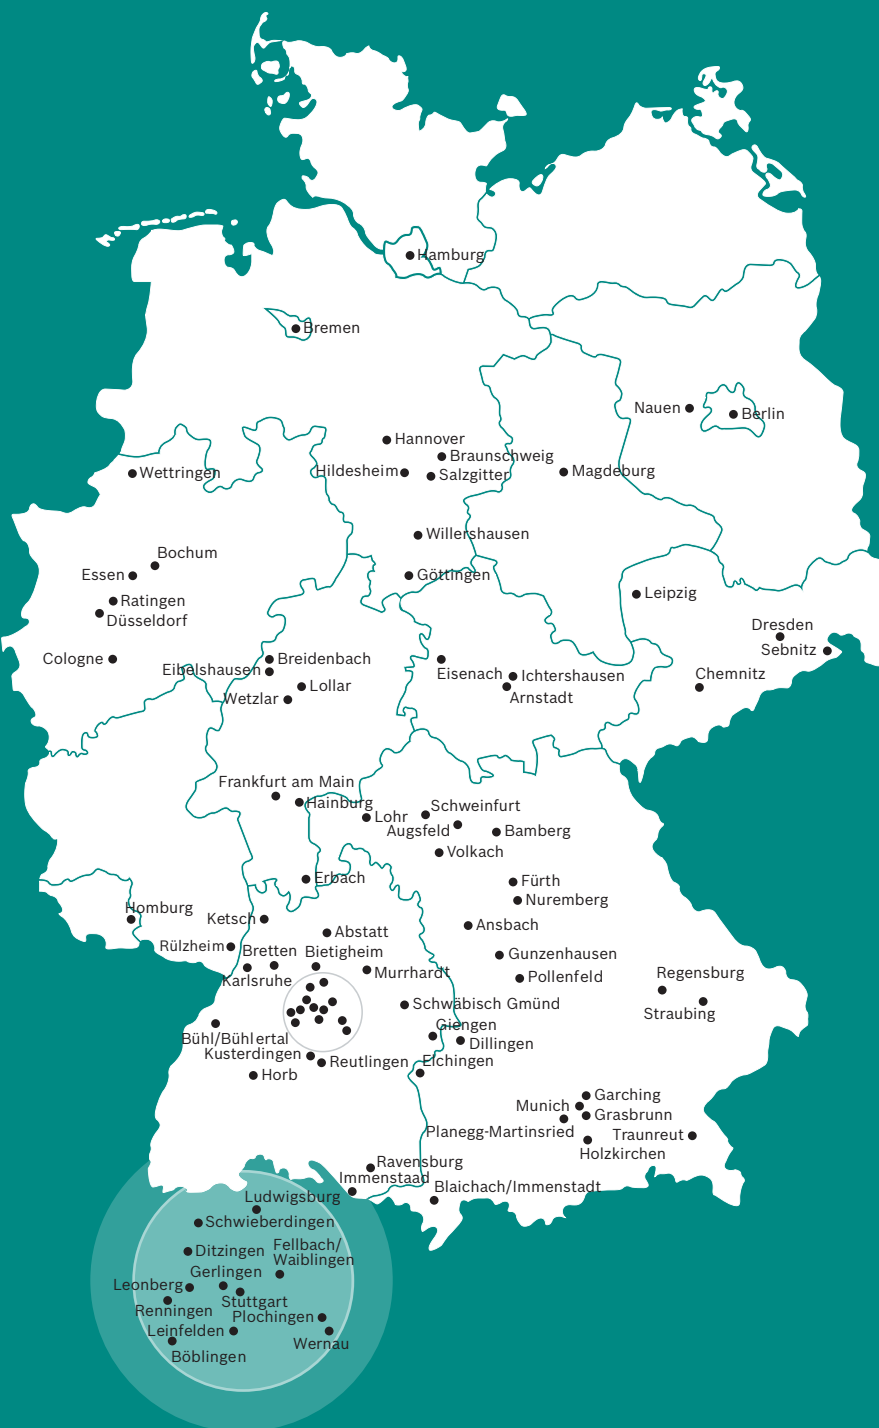 Hamburg
Bremen
Nauen
Berlin
Hannover
Braunschweig
Wettringen
Hildesheim
Salzgitter
Magdeburg
Willershausen
Bochum
Essen
Göttingen
Leipzig
Ratingen
Düsseldorf
Dresden
Sebnitz
Cologne
Breidenbach
Eibelshausen
Eisenach
Ichtershausen
Chemnitz
Lollar
Wetzlar
Arnstadt
Frankfurt am Main
Hainburg
Schweinfurt
Lohr
Augsfeld
Bamberg
Volkach
Erbach
Fürth
Nuremberg
Homburg
Ketsch
Ansbach
Abstatt
Rülzheim
Bretten
Bietigheim
Gunzenhausen
Murrhardt
Regensburg
Karlsruhe
Pollenfeld
Schwäbisch Gmünd
Straubing
Giengen
Bühl/Bühlertal
Dillingen
Kusterdingen
Reutlingen
Elchingen
Horb
Garching
Munich
Grasbrunn
Planegg-Martinsried
Traunreut
Holzkirchen
Ravensburg
Immenstaad
Blaichach/Immenstadt
Ludwigsburg
Schwieberdingen
Fellbach/
Waiblingen
Ditzingen
Gerlingen
Leonberg
Stuttgart
Renningen
Plochingen
Leinfelden
Wernau
Böblingen